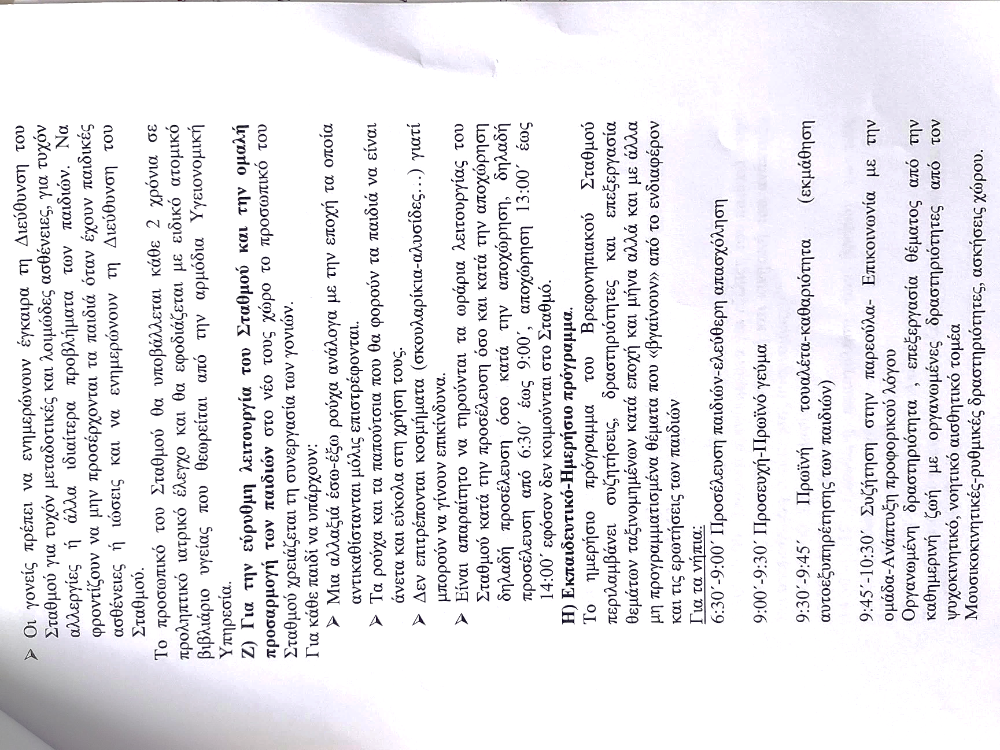 ➤ Οι γονείς πρέπει να ενημερώνουν έγκαιρα τη Διεύθυνση του
Σταθμού για τυχόν μεταδοτικές και λοιμώδες ασθένειες, για τυχόν
αλλεργίες ή άλλα ιδιαίτερα προβλήματα των παιδιών. Να
φροντίζουν να μην προσέρχονται τα παιδιά όταν έχουν παιδικές
ασθένειες ή ιώσεις και να ενημερώνουν τη Διεύθυνση του
Σταθμού.
Το προσωπικό του Σταθμού θα υποβάλλεται κάθε 2 χρόνια σε
προληπτικό ιατρικό έλεγχο και θα εφοδιάζεται με ειδικό ατομικό
βιβλιάριο υγείας που θεωρείται από την αρμόδια Υγειονομική
Υπηρεσία.
Ζ) Για την εύρυθμη λειτουργία του Σταθμού και την ομαλή
προσαρμογή των παιδιών στο νέο τους χώρο το προσωπικό του
Σταθμού χρειάζεται τη συνεργασία των γονιών.
Για κάθε παιδί να υπάρχουν:
➤ Μια αλλαξιά έσω-έξω ρούχα ανάλογα με την εποχή τα οποία
αντικαθίστανται μόλις επιστρέφονται.
➤ Τα ρούχα και τα παπούτσια που θα φορούν τα παιδιά να είναι
άνετα και εύκολα στη χρήση τους.
➤ Δεν επιτρέπονται κοσμήματα (σκουλαρίκια-αλυσίδες…) γιατί
μπορούν να γίνουν επικίνδυνα.
➤ Είναι απαραίτητο να τηρούνται τα ωράρια λειτουργίας του
Σταθμού κατά την προσέλευση όσο και κατά την αποχώρηση
δηλαδή προσέλευση όσο κατά την αποχώρηση, δηλαδή
προσέλευση από 6:30΄ έως 9:00΄, αποχώρηση 13:00΄ έως
14:00΄ εφόσον δεν κοιμούνται στο Σταθμό.
Η) Εκπαιδευτικό-Ημερήσιο πρόγραμμα.
Το ημερήσιο πρόγραμμα του Βρεφονηπιακού Σταθμού
περιλαμβάνει συζητήσεις, δραστηριότητες και επεξεργασία
θεμάτων ταξινομημένων κατά εποχή και μήνα αλλά και με άλλα
μη προγραμματισμένα θέματα που «βγαίνουν» από το ενδιαφέρον
και τις ερωτήσεις των παιδιών
Για τα νήπια:
6:30΄-9:00΄ Προσέλευση παιδιών-ελεύθερη απασχόληση
9:00΄-9:30΄ Προσευχή-Πρωϊνό γεύμα
9:30΄-9:45΄ Πρωϊνή τουαλέτα-καθαριότητα (εκμάθηση
αυτοεξυπηρέτησης των παιδιών)
9:45΄-10:30΄ Συζήτηση στην παρεούλα- Επικοινωνία με την
ομάδα-Ανάπτυξη προφορικού λόγου
Οργανωμένη δραστηριότητα , επεξεργασία θέματος από την
καθημερινή ζωή με οργανωμένες δραστηριότητες από τον
ψυχοκινητικό, νοητικό αισθητικό τομέα
Μουσικοκινητικές-ρυθμικές δραστηριότητες, ασκήσεις χώρου.